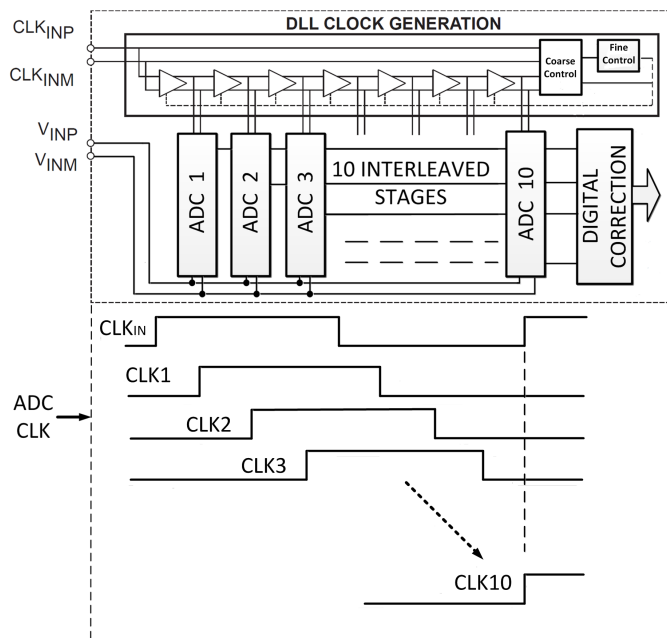 DLL CLOCK GENERATION
CLKINP
CLKINM
Coarse
Control
Fine
Control
VINP
VINM
ADC 1
ADC 2
ADC 3
10 INTERLEAVED
STAGES
ADC 10
DIGITAL
CORRECTION
CLKIN
CLK1
ADC
CLK
CLK2
CLK3
CLK10